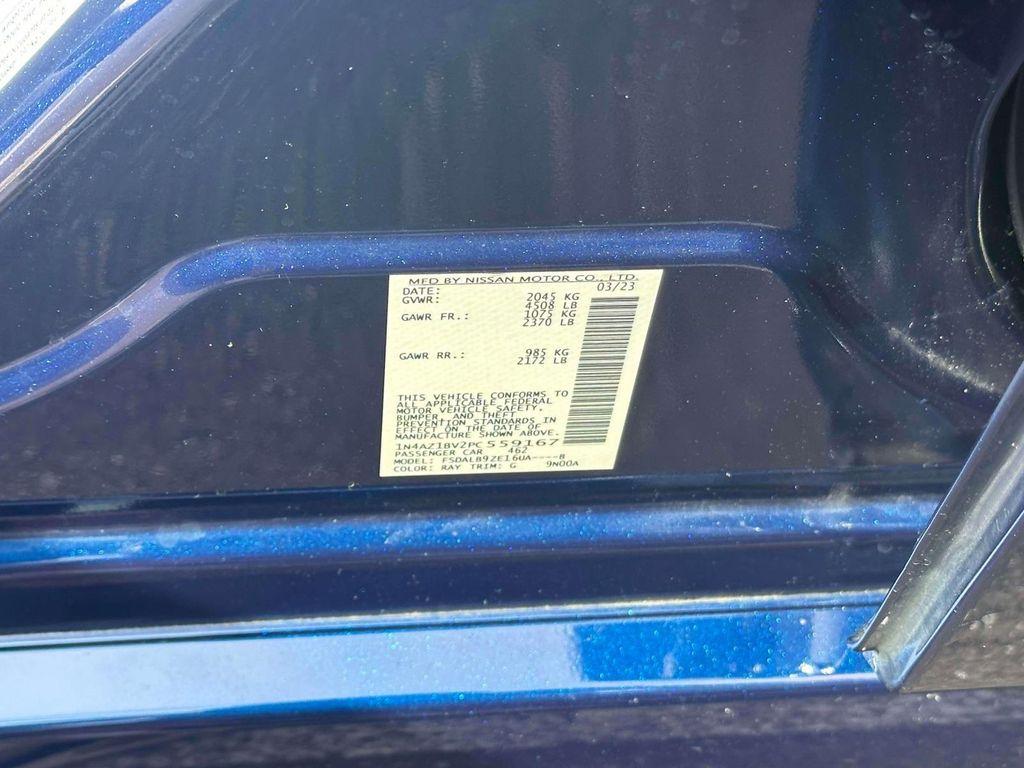 MFD BY NISSAN MOTOR CO., LTD.
DATE: 03/23
GVWR: 2045 KG
4508 LB
GAWR FR.: 1075 KG
2370 LB
GAWR RR.: 985 KG
2172 LB
THIS VEHICLE CONFORMS TO
ALL APPLICABLE FEDERAL
MOTOR VEHICLE SAFETY,
BUMPER, AND THEFT
PREVENTION STANDARDS IN
EFFECT ON THE DATE OF
MANUFACTURE SHOWN ABOVE.
1N4AZ1BV2PC559167
PASSENGER CAR 462
MODEL: FSDALB9ZE16UA----B
COLOR: RAY TRIM: G 9N00A